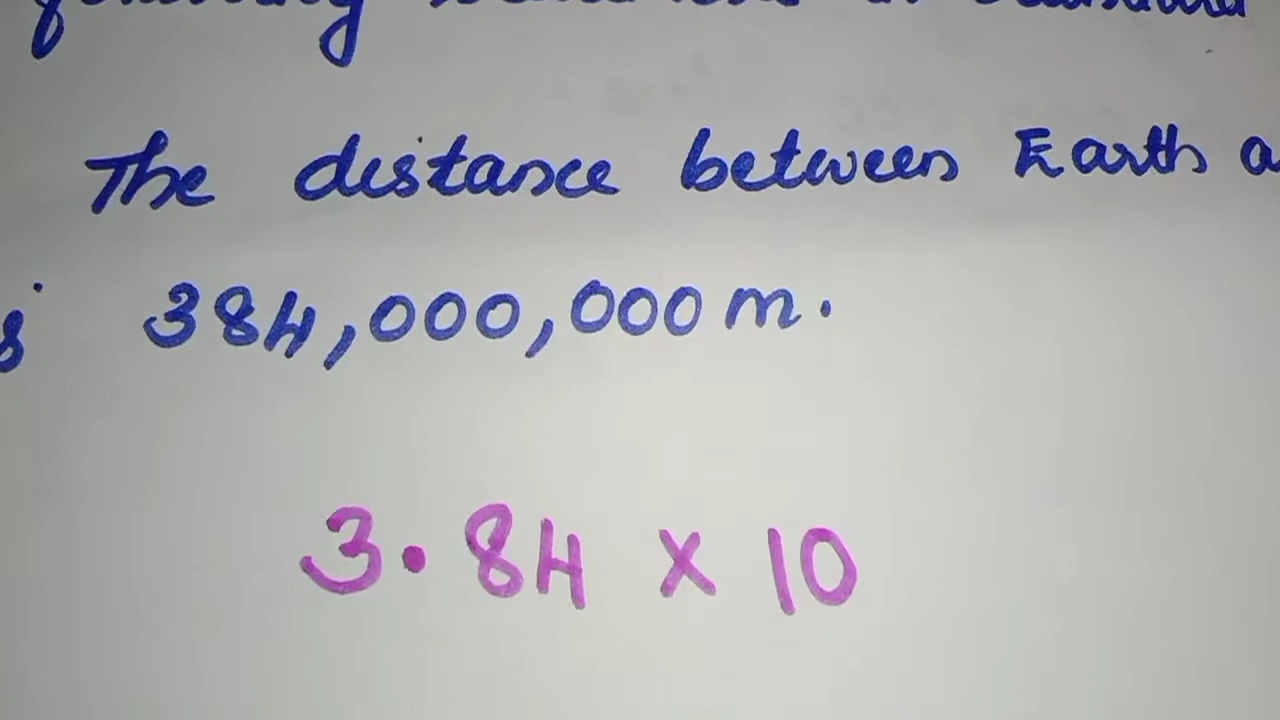 The distance between Earth
384,000,000 m.
3.84 x 10